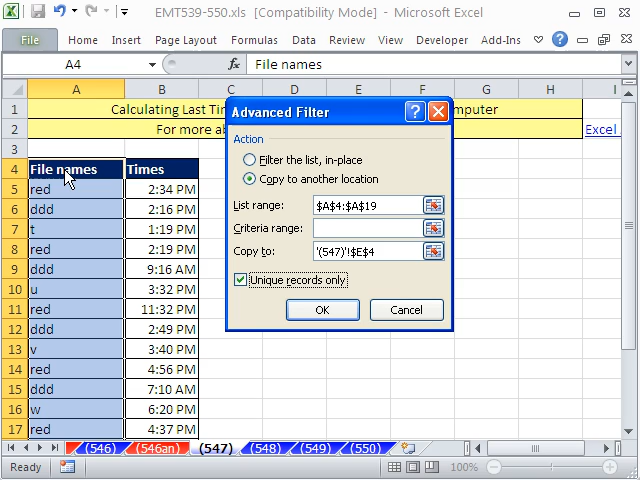 EMT539-550.xls [Compatibility Mode] - Microsoft Excel
File Home Insert Page Layout Formulas Data Review View Developer Add-Ins
A4 fx File names
A B C D E F G H I
1 Calculating Last Tim mputer
2 For more ab Excel
3
4 File names Times
5 red 2:34 PM
6 ddd 2:16 PM
7 t 1:19 PM
8 red 2:19 PM
9 ddd 9:16 AM
10 u 3:32 PM
11 red 11:32 PM
12 ddd 2:49 PM
13 v 3:40 PM
14 red 4:56 PM
15 ddd 7:10 AM
16 w 6:20 PM
17 red 4:37 PM
Advanced Filter
Action
Filter the list, in-place
Copy to another location
List range: $A$4:$A$19
Criteria range:
Copy to: '(547)'!$E$4
Unique records only
OK Cancel
(546) (546an) (547) (548) (549) (550)
Ready 100%